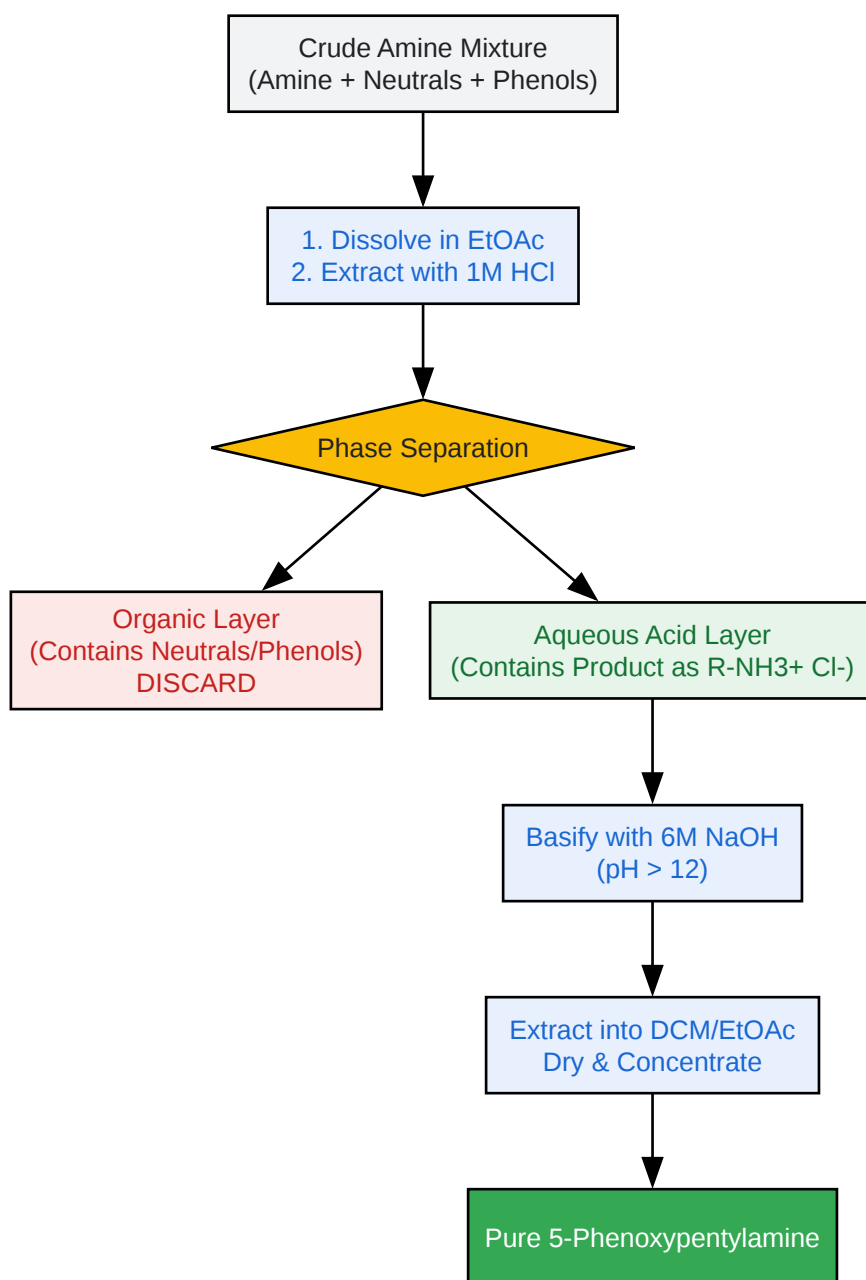 Crude Amine Mixture
(Amine + Neutrals + Phenols)
1. Dissolve in EtOAc
2. Extract with 1M HCl
Phase Separation
Organic Layer
(Contains Neutrals/Phenols)
DISCARD
Aqueous Acid Layer
(Contains Product as R-NH3+ Cl-)
Basify with 6M NaOH
(pH > 12)
Extract into DCM/EtOAc
Dry & Concentrate
Pure 5-Phenoxypentylamine